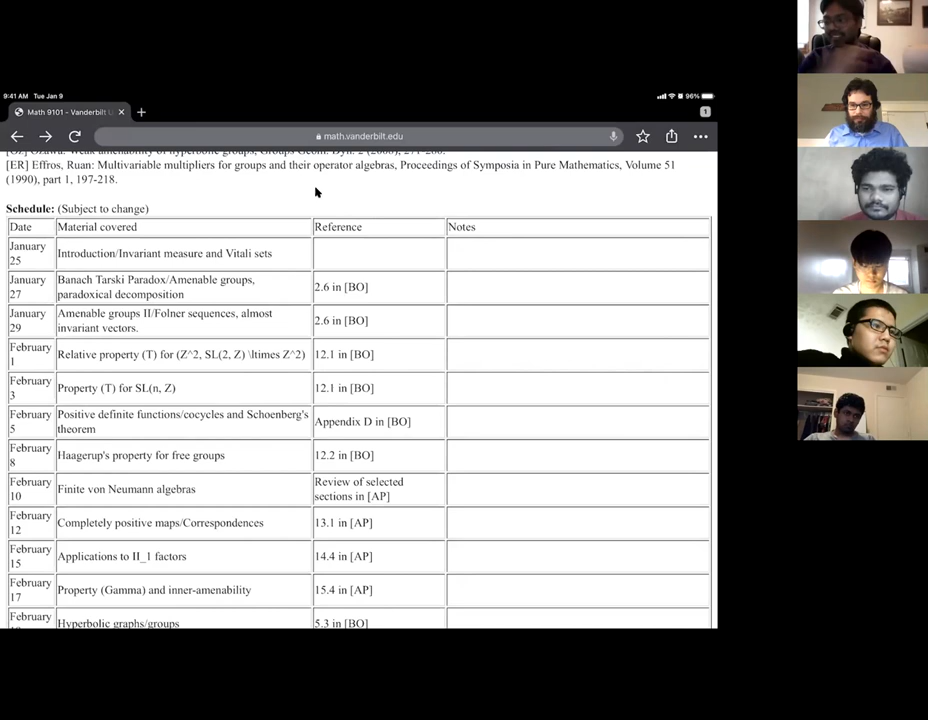 9:41 AM Tue Jan 9
96%
Math 9101 - Vanderbilt
math.vanderbilt.edu
(1990), part 1, 197-218.
[ER] Effros, Ruan: Multivariable multipliers for groups and their operator algebras, Proceedings of Symposia in Pure Mathematics, Volume 51
Schedule: (Subject to change)
Date Material covered Reference Notes
January
25
Introduction/Invariant measure and Vitali sets
January
27
Banach Tarski Paradox/Amenable groups,
paradoxical decomposition
2.6 in [BO]
January
29
Amenable groups II/Folner sequences, almost
invariant vectors.
2.6 in [BO]
February
1
Relative property (T) for (Z^2, SL(2, Z) \ltimes Z^2)
12.1 in [BO]
February
3
Property (T) for SL(n, Z)
12.1 in [BO]
February
5
Positive definite functions/cocycles and Schoenberg's
theorem
Appendix D in [BO]
February
8
Haagerup's property for free groups
12.2 in [BO]
February
10
Finite von Neumann algebras
Review of selected
sections in [AP]
February
12
Completely positive maps/Correspondences
13.1 in [AP]
February
15
Applications to II_1 factors
14.4 in [AP]
February
17
Property (Gamma) and inner-amenability
15.4 in [AP]
February
Hyperbolic graphs/groups
5.3 in [BO]